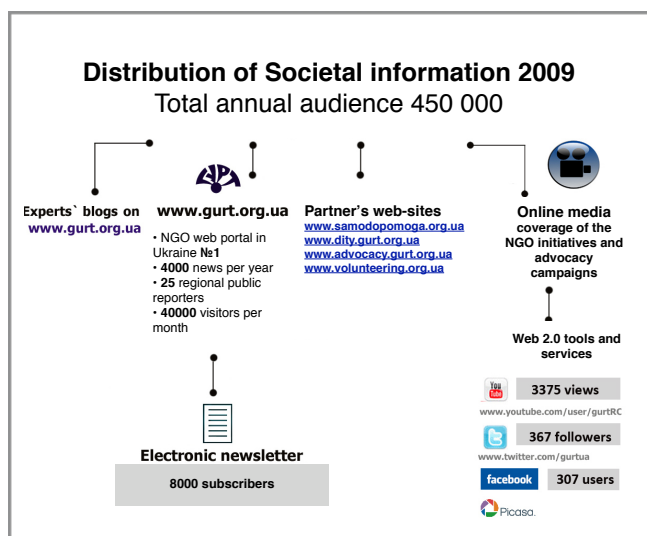 Distribution of Societal information 2009
Total annual audience 450 000
Experts` blogs on
www.gurt.org.ua
www.gurt.org.ua
• NGO web portal in
Ukraine №1
• 4000 news per year
• 25 regional public
reporters
• 40000 visitors per
month
Electronic newsletter
8000 subscribers
Partner's web-sites
www.samodopomoga.org.ua
www.dity.gurt.org.ua
www.advocacy.gurt.org.ua
www.volunteering.org.ua
Online media
coverage of the
NGO initiatives and
advocacy
campaigns
Web 2.0 tools and
services
You Tube
3375 views
www.youtube.com/user/gurtRC
367 followers
www.twitter.com/gurtua
facebook
307 users
Picasa.